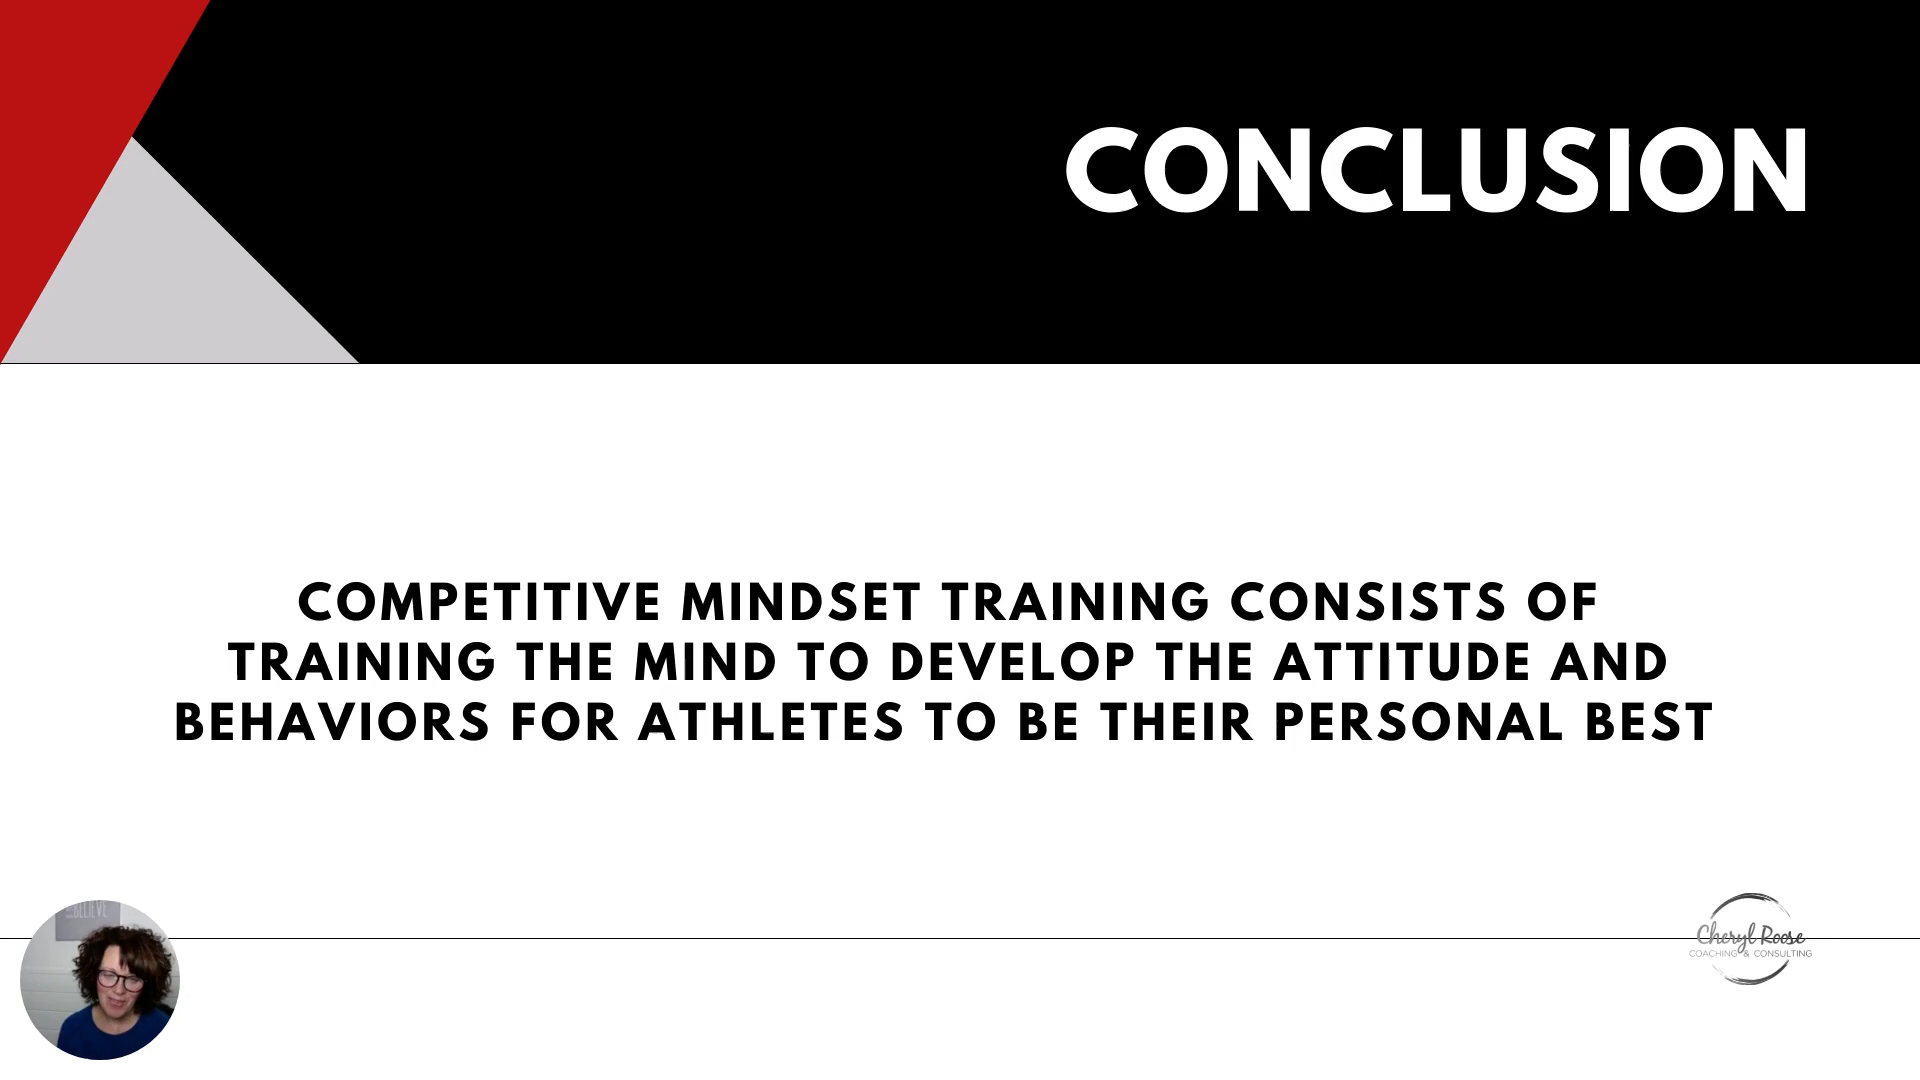 CONCLUSION
COMPETITIVE MINDSET TRAINING CONSISTS OF
TRAINING THE MIND TO DEVELOP THE ATTITUDE AND
BEHAVIORS FOR ATHLETES TO BE THEIR PERSONAL BEST
BELIEVE
Cheryl Roose
COACHING & CONSULTING